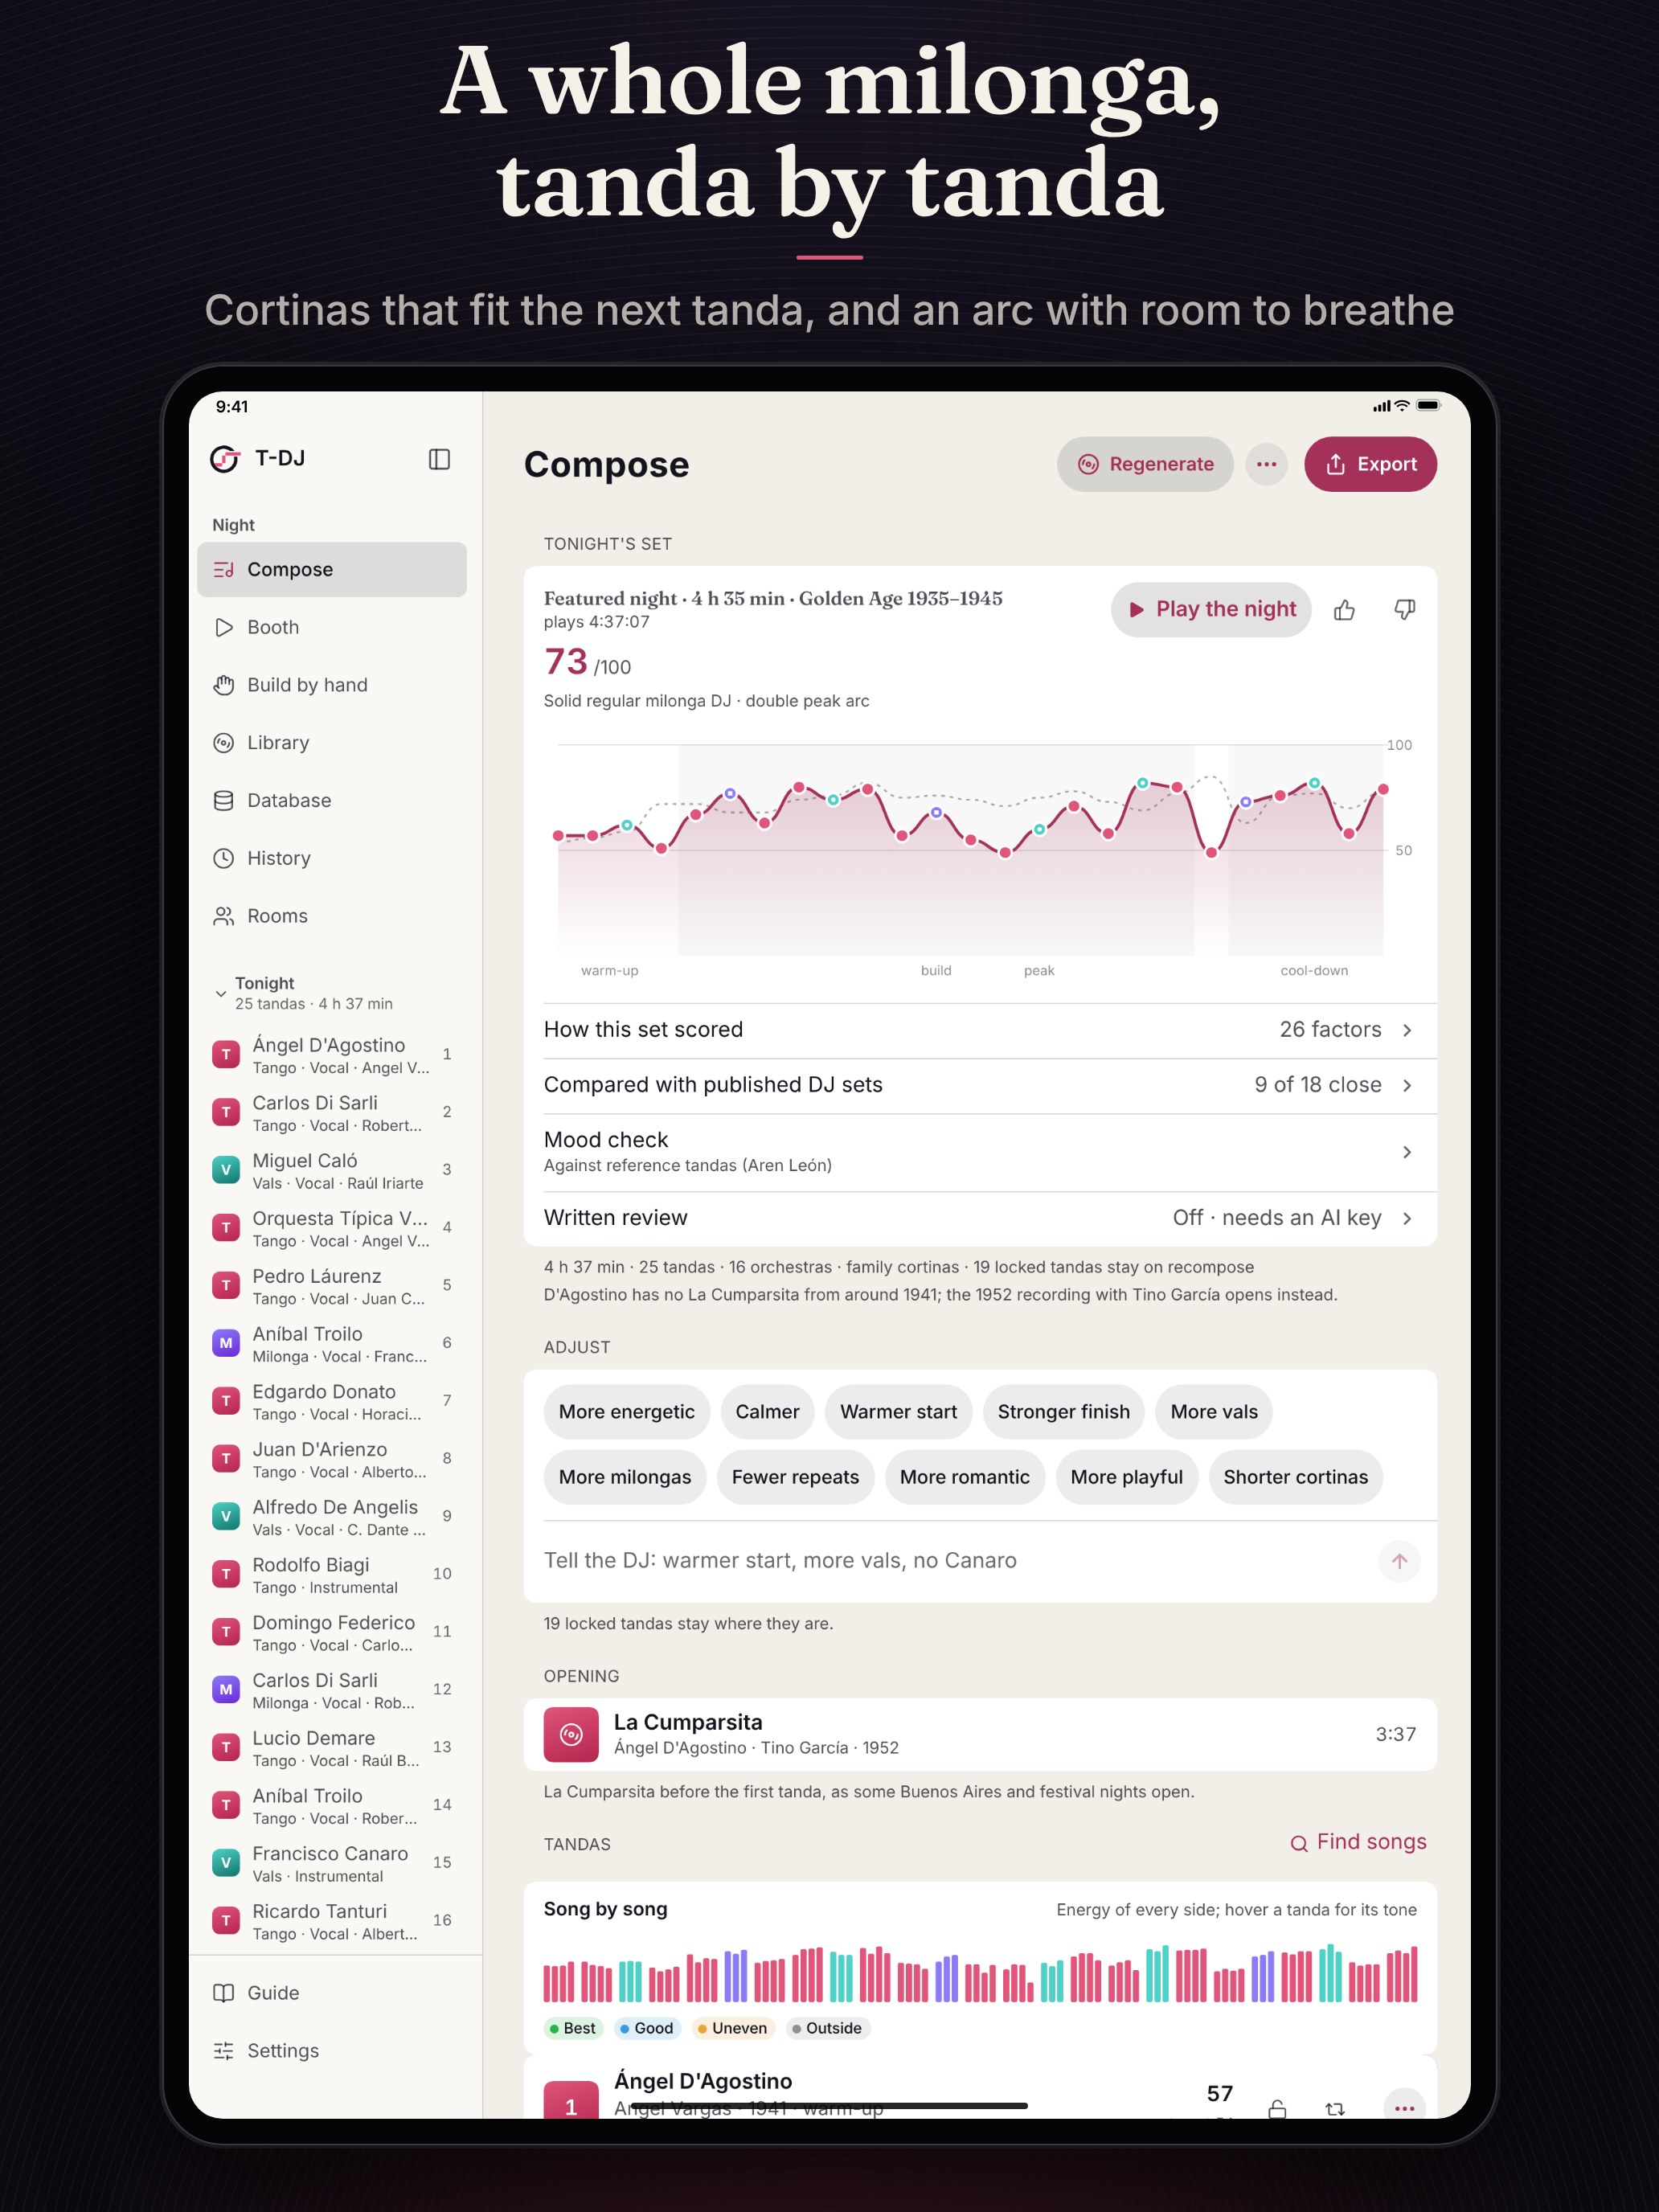 A whole milonga,
tanda by tanda
Cortinas that fit the next tanda, and an arc with room to breathe
9:41
T-DJ
Night
Compose
Booth
Build by hand
Library
Database
History
Rooms
Tonight
25 tandas · 4 h 37 min
Ángel D'Agostino 1
Tango · Vocal · Angel V...
Carlos Di Sarli 2
Tango · Vocal · Robert...
Miguel Caló 3
Vals · Vocal · Raúl Iriarte
Orquesta Típica V... 4
Tango · Vocal · Angel V...
Pedro Láurenz 5
Tango · Vocal · Juan C...
Aníbal Troilo 6
Milonga · Vocal · Franc...
Edgardo Donato 7
Tango · Vocal · Horaci...
Juan D'Arienzo 8
Tango · Vocal · Alberto...
Alfredo De Angelis 9
Vals · Vocal · C. Dante ...
Rodolfo Biagi 10
Tango · Instrumental
Domingo Federico 11
Tango · Vocal · Carlo...
Carlos Di Sarli 12
Milonga · Vocal · Rob...
Lucio Demare 13
Tango · Vocal · Raúl B...
Aníbal Troilo 14
Tango · Vocal · Rober...
Francisco Canaro 15
Vals · Instrumental
Ricardo Tanturi 16
Tango · Vocal · Albert...
Guide
Settings
Compose
Regenerate
Export
TONIGHT'S SET
Featured night · 4 h 35 min · Golden Age 1935–1945
plays 4:37:07
Play the night
73 /100
Solid regular milonga DJ · double peak arc
100
50
warm-up build peak cool-down
How this set scored 26 factors
Compared with published DJ sets 9 of 18 close
Mood check
Against reference tandas (Aren León)
Written review Off · needs an AI key
4 h 37 min · 25 tandas · 16 orchestras · family cortinas · 19 locked tandas stay on recompose
D'Agostino has no La Cumparsita from around 1941; the 1952 recording with Tino García opens instead.
ADJUST
More energetic Calmer Warmer start Stronger finish More vals
More milongas Fewer repeats More romantic More playful Shorter cortinas
Tell the DJ: warmer start, more vals, no Canaro
19 locked tandas stay where they are.
OPENING
La Cumparsita
Ángel D'Agostino · Tino García · 1952
3:37
La Cumparsita before the first tanda, as some Buenos Aires and festival nights open.
TANDAS
Find songs
Song by song
Energy of every side; hover a tanda for its tone
Best Good Uneven Outside
1
Ángel D'Agostino
Angel Vargas · 1941 · warm-up
57